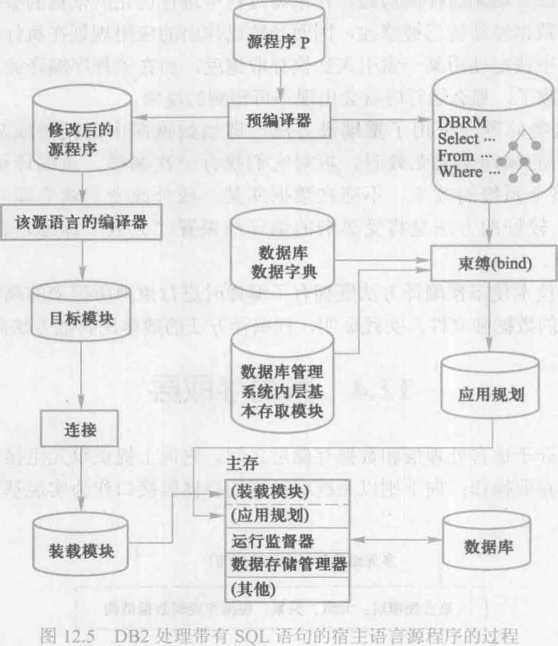 源程序 P
修改后的
源程序
预编译器
DBRM
Select ···
From ···
Where ···
该源语言的编译器
数据库
数据字典
束缚(bind)
目标模块
数据库管理
系统内层基
本存取模块
应用规划
连接
主存
(装载模块)
(应用规划)
运行监督器
数据存储管理器
(其他)
装载模块
数据库
图 12.5 DB2 处理带有 SQL 语句的宿主语言源程序的过程